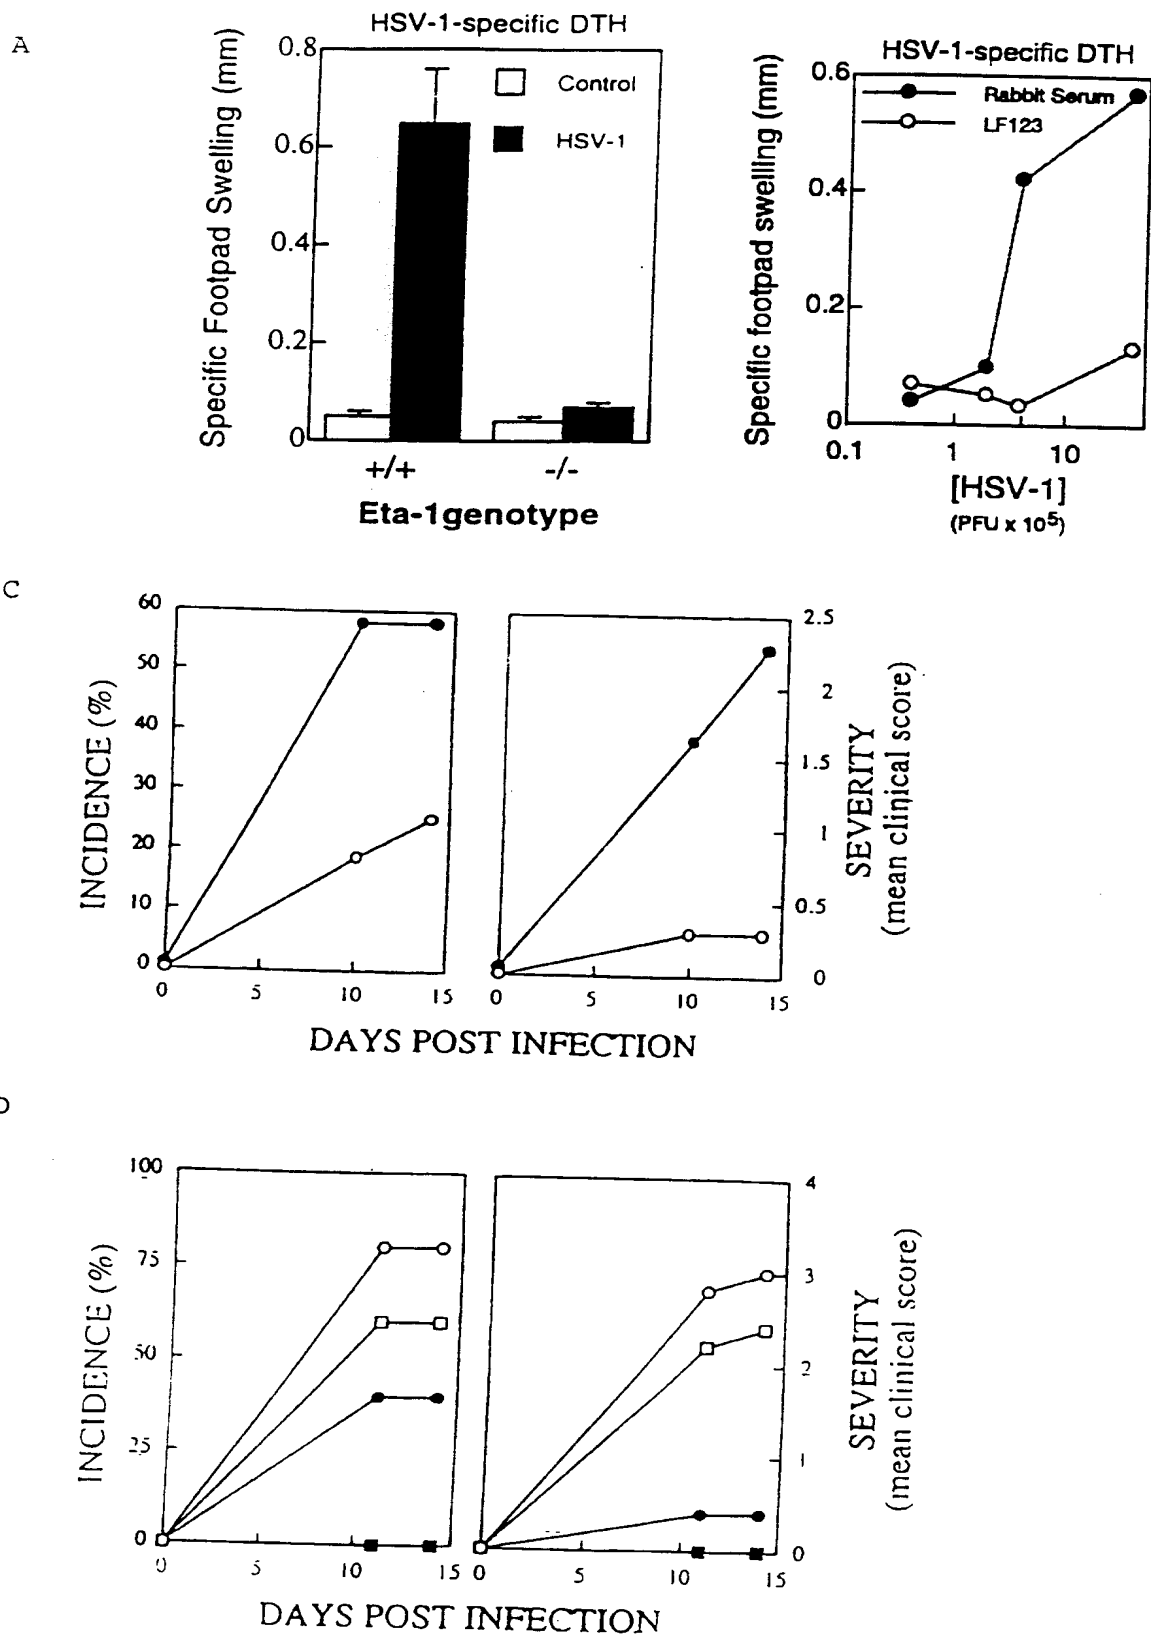 A
HSV-1-specific DTH
Specific Footpad Swelling (mm)
0.8
0.6
0.4
0.2
0
Control
HSV-1
+/+
-/-
Eta-1genotype
HSV-1-specific DTH
Specific footpad swelling (mm)
0.6
0.4
0.2
0
Rabbit Serum
LF123
0.1
1
10
[HSV-1]
(PFU x 10⁵)
C
INCIDENCE (%)
60
50
40
30
20
10
0
0
5
10
15
0
5
10
15
2.5
2
1.5
1
0.5
0
SEVERITY
(mean clinical score)
DAYS POST INFECTION
INCIDENCE (%)
100
75
50
25
0
0
5
10
15
0
5
10
15
4
3
2
1
0
SEVERITY
(mean clinical score)
DAYS POST INFECTION